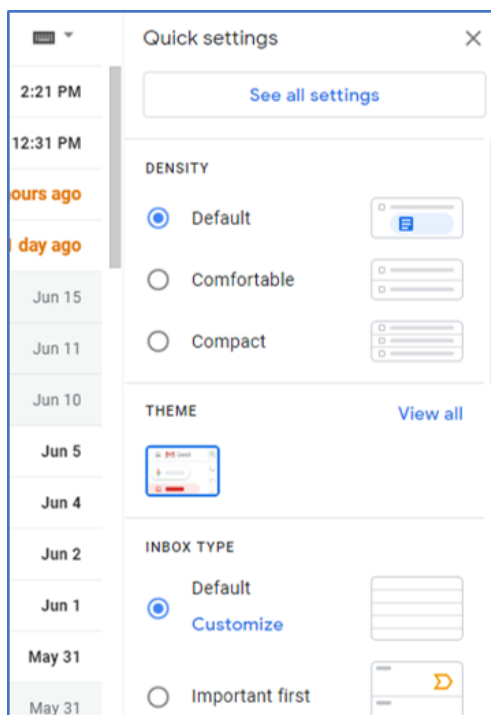 Quick settings
See all settings
2:21 PM
12:31 PM
ours ago
day ago
Jun 15
Jun 11
Jun 10
Jun 5
Jun 4
Jun 2
Jun 1
May 31
May 31
DENSITY
Default
Comfortable
Compact
THEME
View all
Gmail
INBOX TYPE
Default
Customize
Important first